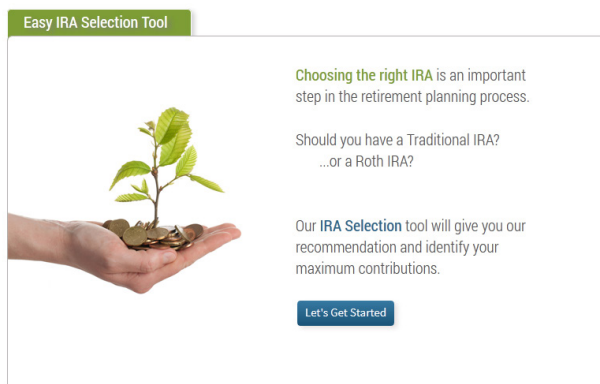 Easy IRA Selection Tool
Choosing the right IRA is an important
step in the retirement planning process.
Should you have a Traditional IRA?
...or a Roth IRA?
Our IRA Selection tool will give you our
recommendation and identify your
maximum contributions.
Let's Get Started